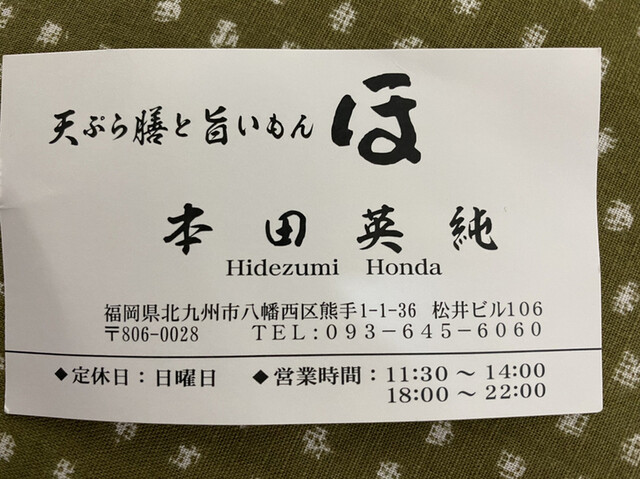 天ぷら膳と旨いもん ほ
本田英純
Hidezumi Honda
福岡県北九州市八幡西区熊手1-1-36 松井ビル106
〒806-0028 TEL:093-645-6060
◆定休日：日曜日 ◆営業時間：11:30～14:00
18:00～22:00